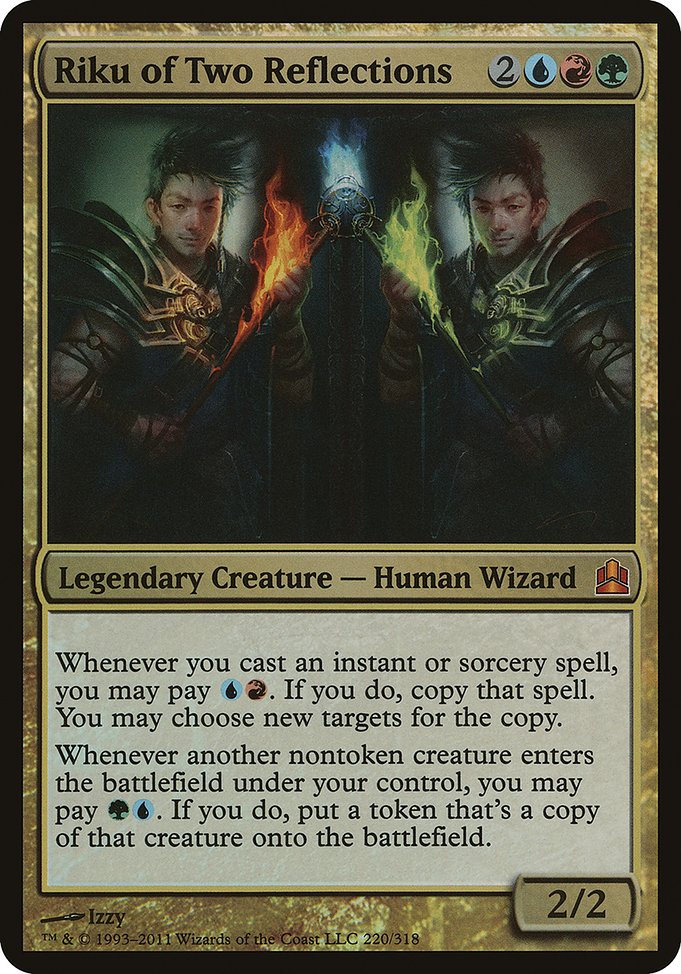 Riku of Two Reflections 2
Legendary Creature — Human Wizard
Whenever you cast an instant or sorcery spell,
you may pay . If you do, copy that spell.
You may choose new targets for the copy.
Whenever another nontoken creature enters
the battlefield under your control, you may
pay . If you do, put a token that's a copy
of that creature onto the battlefield.
2/2
Izzy
™ & © 1993–2011 Wizards of the Coast LLC 220/318